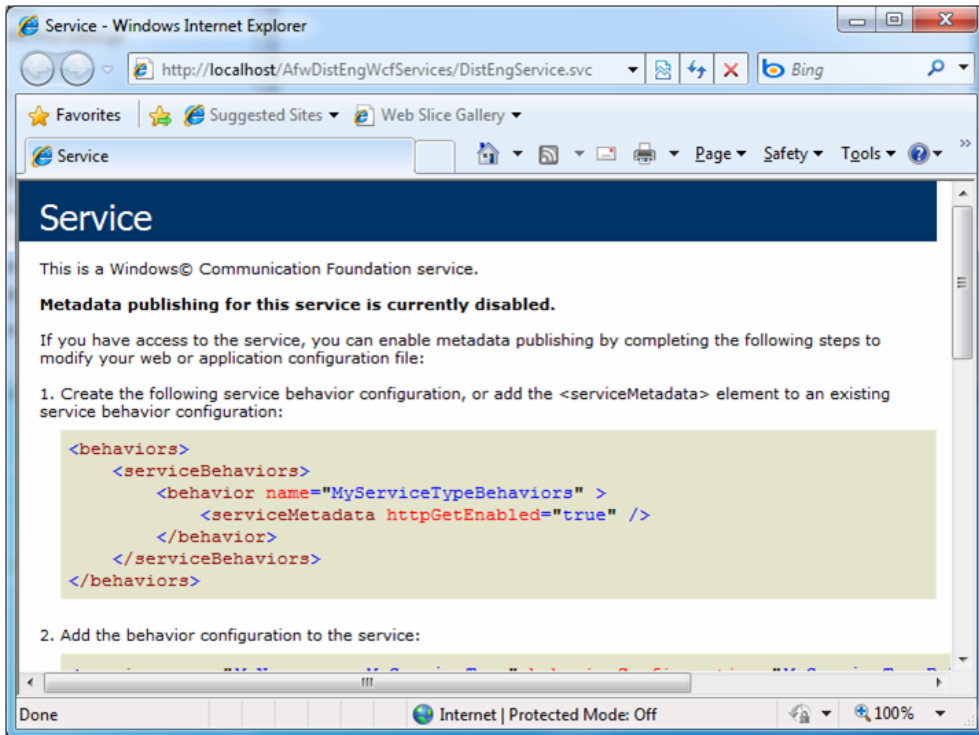 Service - Windows Internet Explorer
http://localhost/AfwDistEngWcfServices/DistEngService.svc
Bing
Favorites
Suggested Sites
Web Slice Gallery
Service
Page
Safety
Tools
Service
This is a Windows© Communication Foundation service.
Metadata publishing for this service is currently disabled.
If you have access to the service, you can enable metadata publishing by completing the following steps to
modify your web or application configuration file:
1. Create the following service behavior configuration, or add the <serviceMetadata> element to an existing
service behavior configuration:
<behaviors>
<serviceBehaviors>
<behavior name="MyServiceTypeBehaviors" >
<serviceMetadata httpGetEnabled="true" />
</behavior>
</serviceBehaviors>
</behaviors>
2. Add the behavior configuration to the service:
Done
Internet | Protected Mode: Off
100%